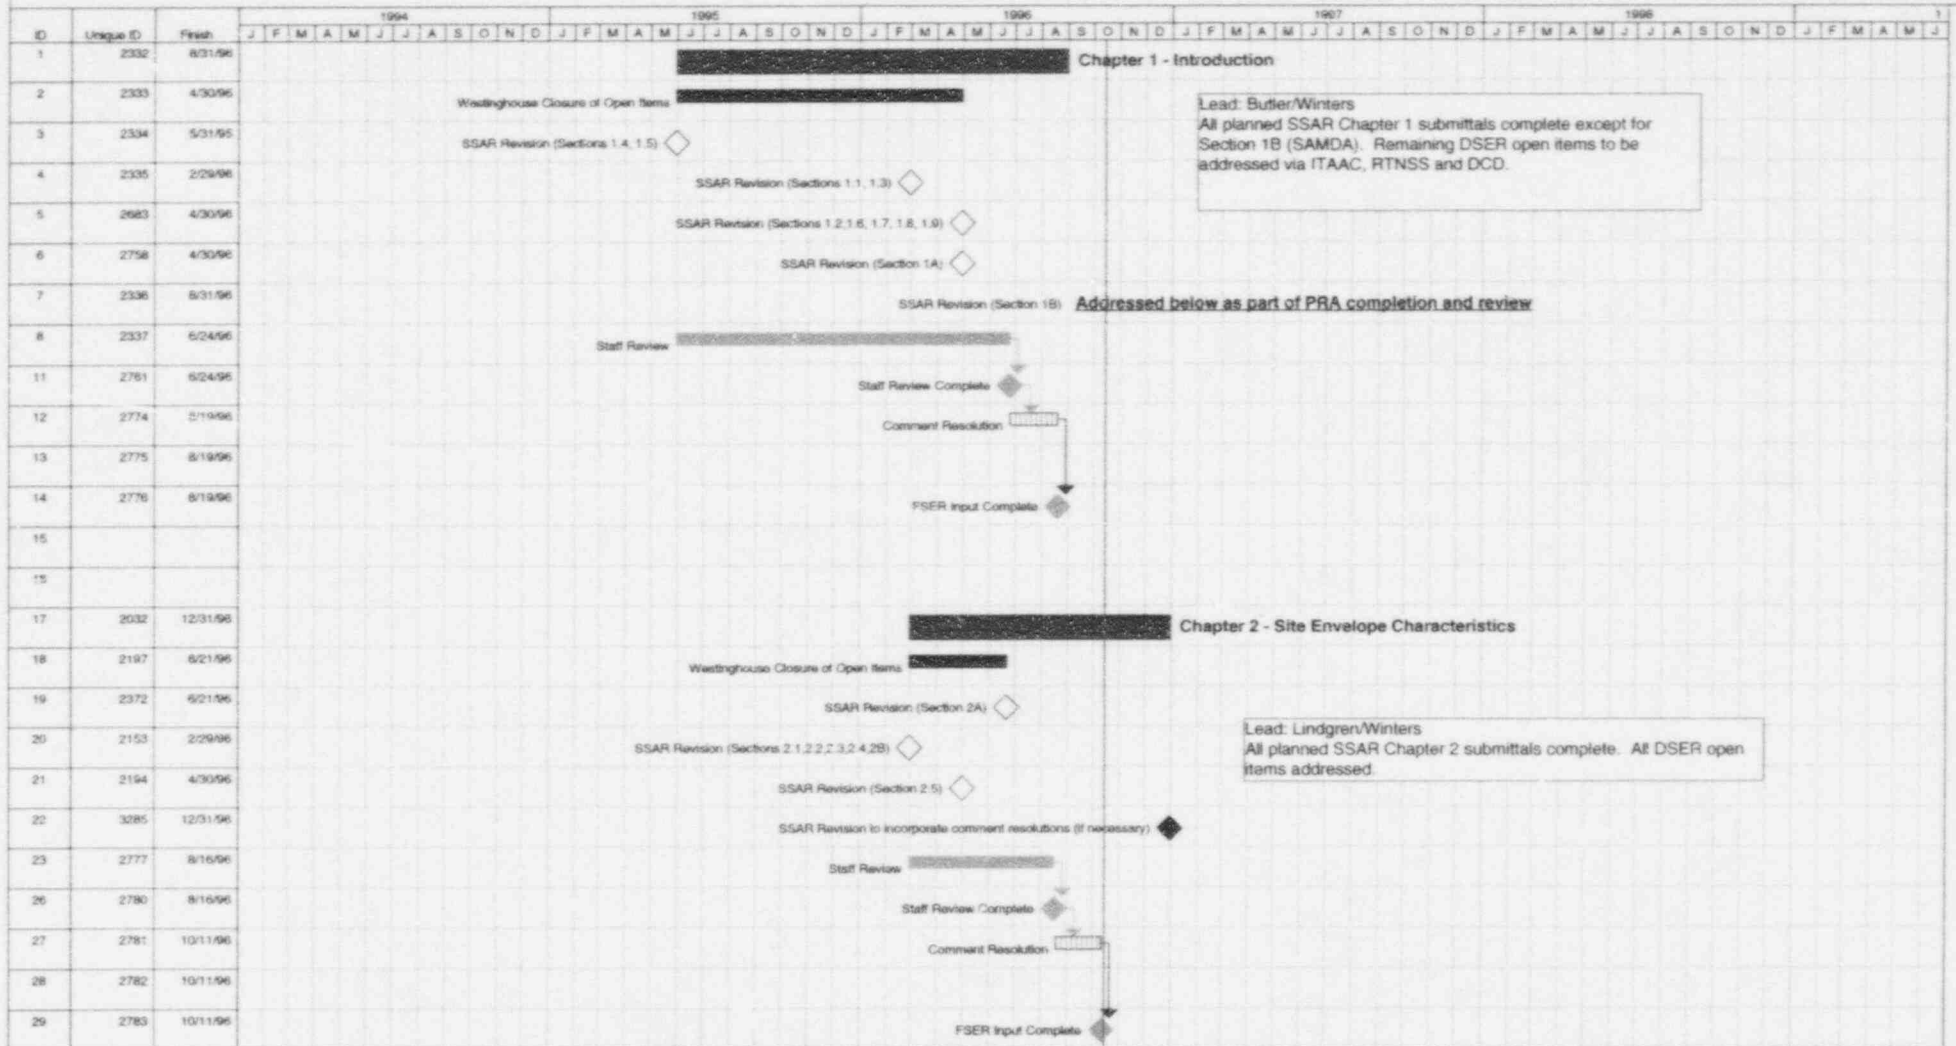 1994 1995 1996 1997 1998 1
ID Unique ID Finish J F M A M J J A S O N D J F M A M J J A S O N D J F M A M J J A S O N D J F M A M J J A S O N D J F M A M J J A S O N D J F M A M J
1 2332 8/31/96 Chapter 1 - Introduction
2 2333 4/30/96 Westinghouse Closure of Open Items
Lead: Butler/Winters
All planned SSAR Chapter 1 submittals complete except for
Section 1B (SAMDA). Remaining DSER open items to be
addressed via ITAAC, RTNSS and DCD.
3 2334 5/31/95 SSAR Revision (Sections 1.4, 1.5)
4 2335 2/29/96 SSAR Revision (Sections 1.1, 1.3)
5 2683 4/30/96 SSAR Revision (Sections 1.2,1.6, 1.7, 1.8, 1.9)
6 2758 4/30/96 SSAR Revision (Section 1A)
7 2336 8/31/96 SSAR Revision (Section 1B) Addressed below as part of PRA completion and review
8 2337 6/24/96 Staff Review
11 2761 6/24/96 Staff Review Complete
12 2774 8/19/96 Comment Resolution
13 2775 8/19/96
14 2776 8/19/96 FSER Input Complete
15
17 2032 12/31/96 Chapter 2 - Site Envelope Characteristics
18 2197 6/21/96 Westinghouse Closure of Open Items
19 2372 6/21/96 SSAR Revision (Section 2A)
Lead: Lindgren/Winters
All planned SSAR Chapter 2 submittals complete. All DSER open
items addressed.
20 2153 2/29/96 SSAR Revision (Sections 2.1,2.2,2.3,2.4,2B)
21 2194 4/30/96 SSAR Revision (Section 2.5)
22 3285 12/31/96 SSAR Revision to incorporate comment resolutions (if necessary)
23 2777 8/16/96 Staff Review
26 2780 8/16/96 Staff Review Complete
27 2781 10/11/96 Comment Resolution
28 2782 10/11/96
29 2783 10/11/96 FSER Input Complete